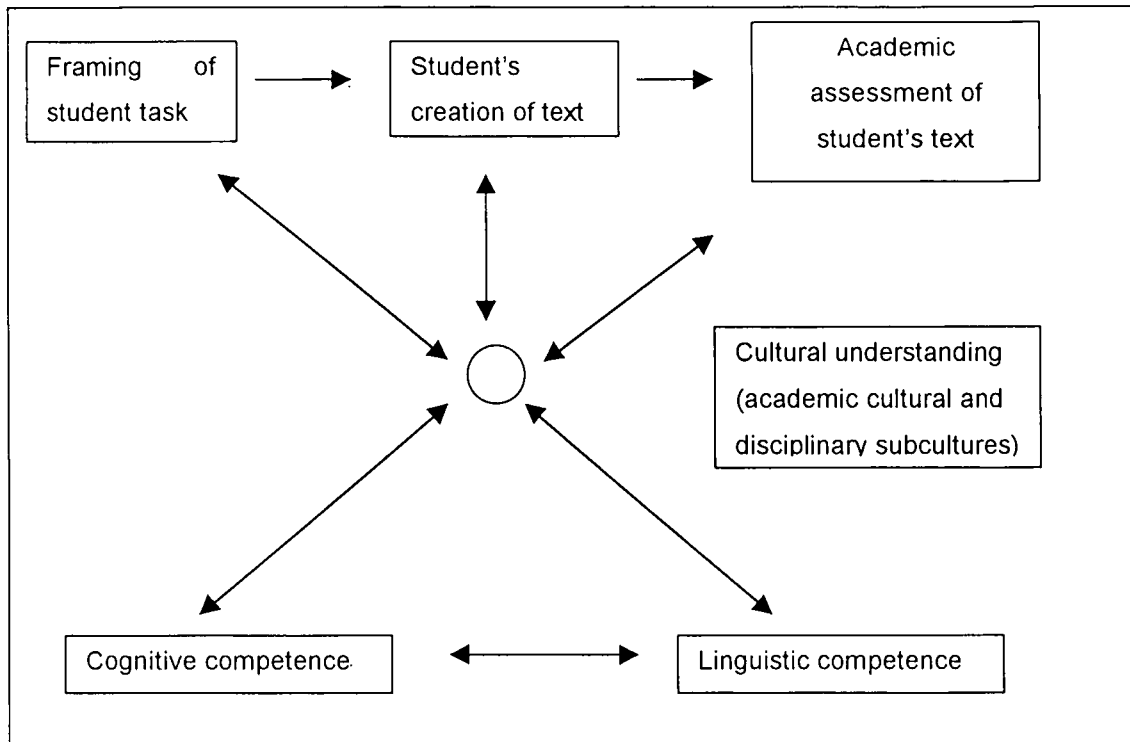 Framing of
student task
Student's
creation of text
Academic
assessment of
student's text
Cultural understanding
(academic cultural and
disciplinary subcultures)
Cognitive competence
Linguistic competence